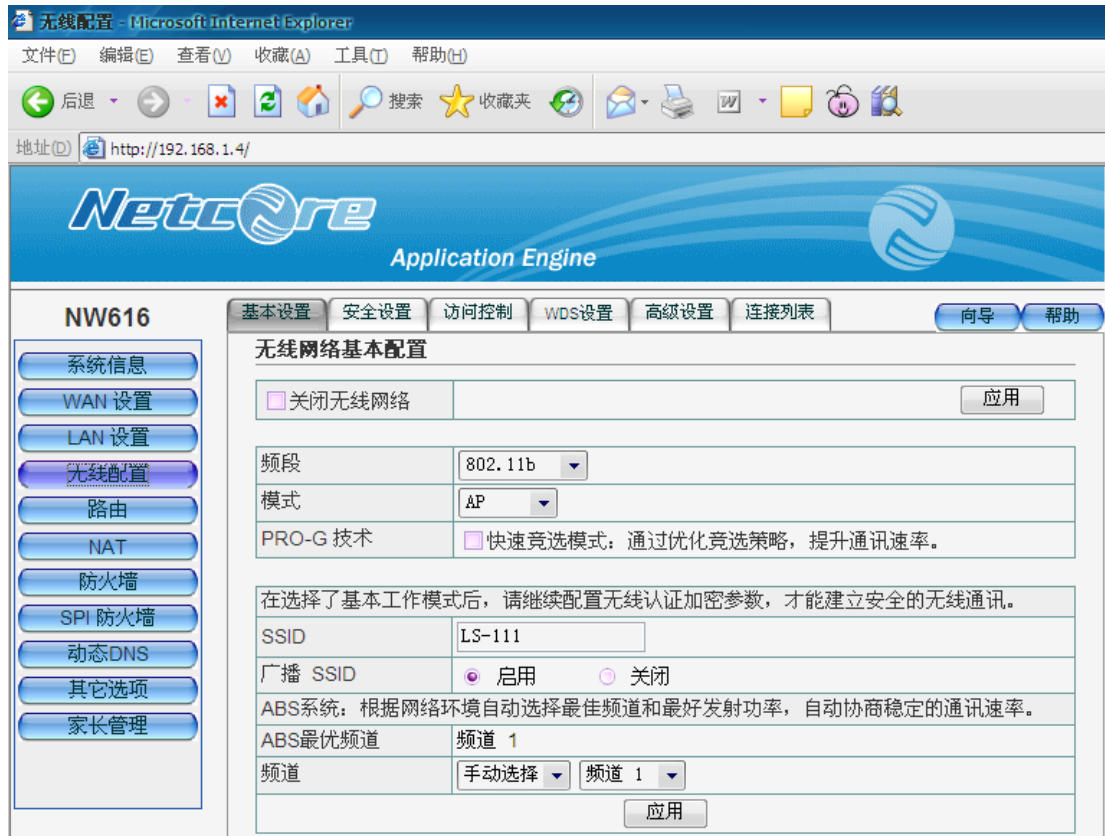 无线配置 - Microsoft Internet Explorer
文件(F) 编辑(E) 查看(V) 收藏(A) 工具(T) 帮助(H)
后退 搜索 收藏夹
地址(D) http://192.168.1.4/
Netcore
Application Engine
NW616
基本设置 安全设置 访问控制 WDS设置 高级设置 连接列表 向导 帮助
系统信息
WAN 设置
LAN 设置
无线配置
路由
NAT
防火墙
SPI 防火墙
动态DNS
其它选项
家长管理
无线网络基本配置
关闭无线网络 应用
频段 802.11b
模式 AP
PRO-G 技术 快速竞选模式：通过优化竞选策略，提升通讯速率。
在选择了基本工作模式后，请继续配置无线认证加密参数，才能建立安全的无线通讯。
SSID LS-111
广播 SSID 启用 关闭
ABS系统：根据网络环境自动选择最佳频道和最好发射功率，自动协商稳定的通讯速率。
ABS最优频道 频道 1
频道 手动选择 频道 1
应用